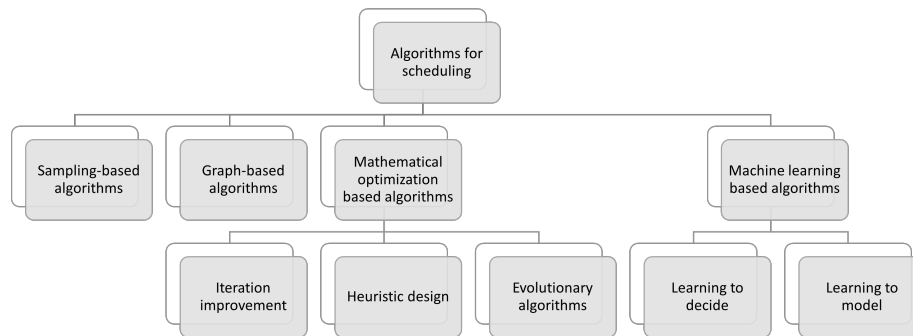 Algorithms for
scheduling
Sampling-based
algorithms
Graph-based
algorithms
Mathematical
optimization
based algorithms
Machine learning
based algorithms
Iteration
improvement
Heuristic design
Evolutionary
algorithms
Learning to
decide
Learning to
model